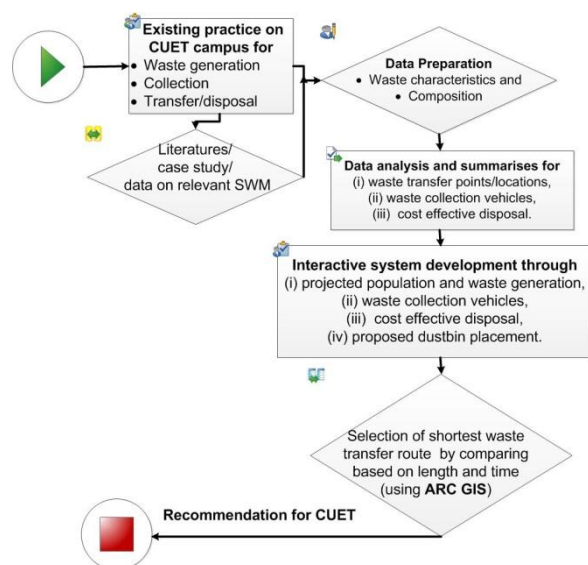 Existing practice on
CUET campus for
• Waste generation
• Collection
• Transfer/disposal
Literatures/
case study/
data on relevant SWM
Data Preparation
• Waste characteristics and
• Composition
Data analysis and summarises for
(i) waste transfer points/locations,
(ii) waste collection vehicles,
(iii) cost effective disposal.
Interactive system development through
(i) projected population and waste generation,
(ii) waste collection vehicles,
(iii) cost effective disposal,
(iv) proposed dustbin placement.
Selection of shortest waste
transfer route by comparing
based on length and time
(using ARC GIS)
Recommendation for CUET